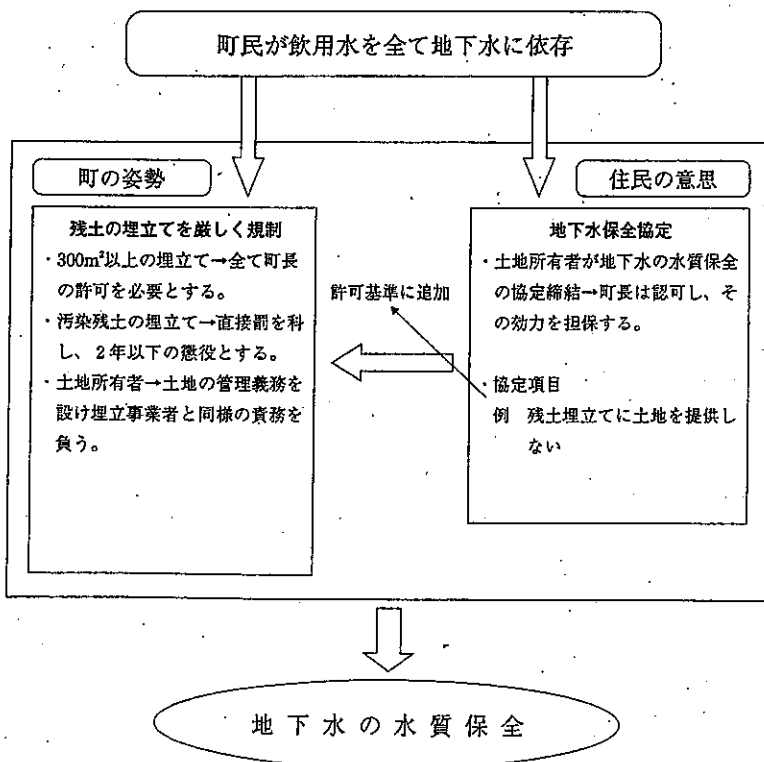 町民が飲用水を全て地下水に依存
町の姿勢
残土の埋立てを厳しく規制
・300m²以上の埋立て→全て町長
の許可を必要とする。
・汚染残土の埋立て→直接罰を科
し、2年以下の懲役とする。
・土地所有者→土地の管理義務を
設け埋立事業者と同様の責務を
負う。
許可基準に追加
住民の意思
地下水保全協定
・土地所有者が地下水の水質保全
の協定締結→町長は認可し、そ
の効力を担保する。
・協定項目
例 残土埋立てに土地を提供し
ない
地下水の水質保全